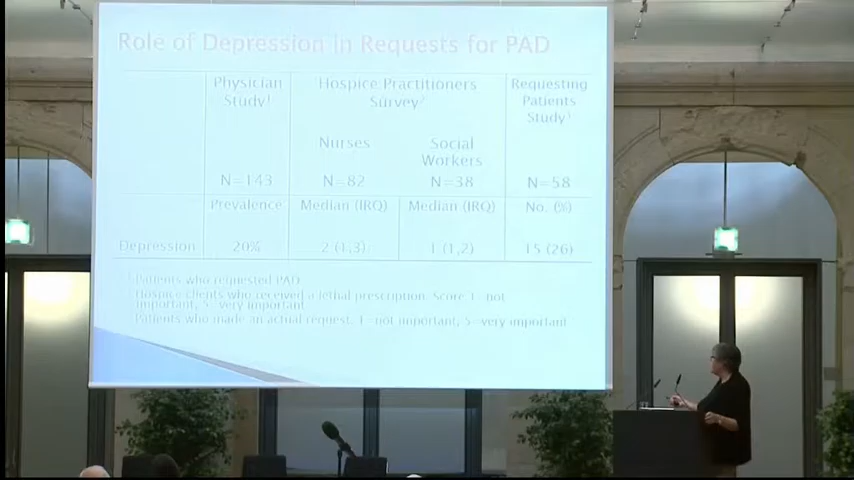 Role of Depression in Requests for PAD
Physician Study¹
Hospice Practitioners Survey²
Requesting Patients Study³
Nurses
Social Workers
N=143
N=82
N=38
N=58
Prevalence
Median (IRQ)
Median (IRQ)
No. (%)
Depression
20%
2 (1,3)
1 (1,2)
15 (26)
Patients who requested PAD
Hospice clients who received a lethal prescription. Score 1=not
important, 5=very important
Patients who made an actual request. 1=not important, 5=very important